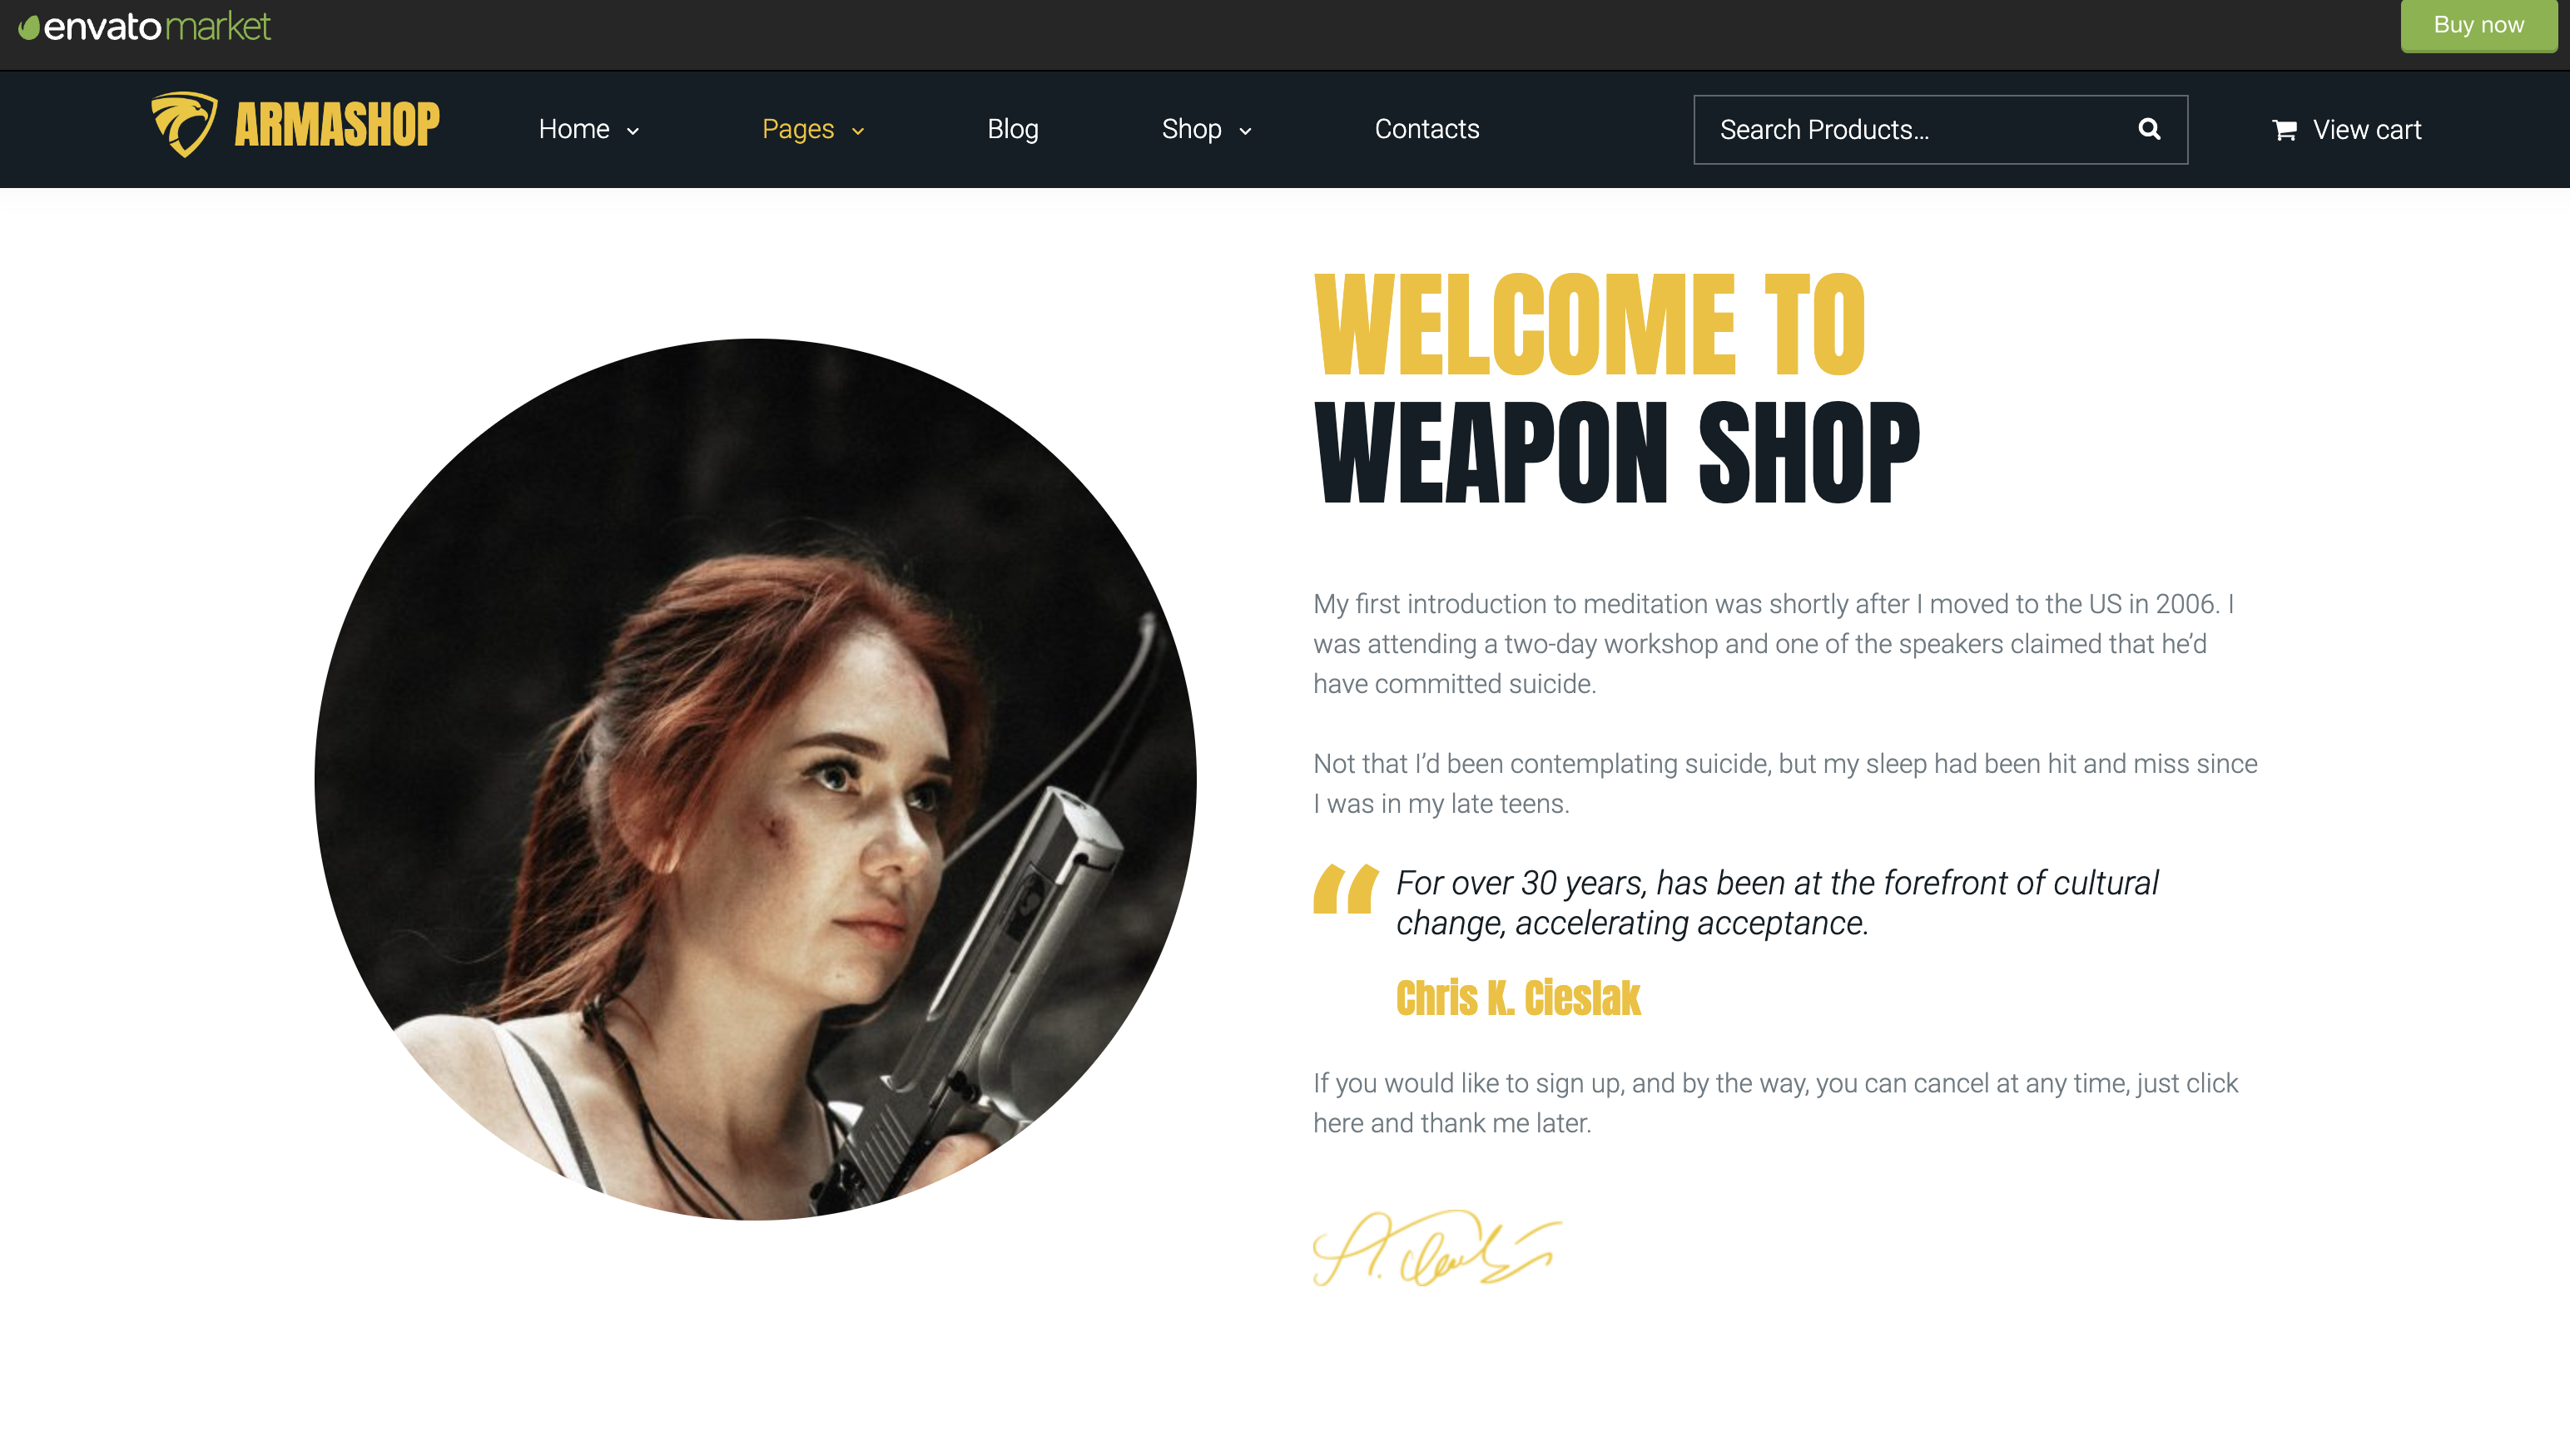 envatomarket
Buy now
ARMASHOP
Home
Pages
Blog
Shop
Contacts
Search Products...
View cart
WELCOME TO
WEAPON SHOP
My first introduction to meditation was shortly after I moved to the US in 2006. I
was attending a two-day workshop and one of the speakers claimed that he’d
have committed suicide.
Not that I’d been contemplating suicide, but my sleep had been hit and miss since
I was in my late teens.
“ For over 30 years, has been at the forefront of cultural
change, accelerating acceptance.
Chris K. Cieslak
If you would like to sign up, and by the way, you can cancel at any time, just click
here and thank me later.